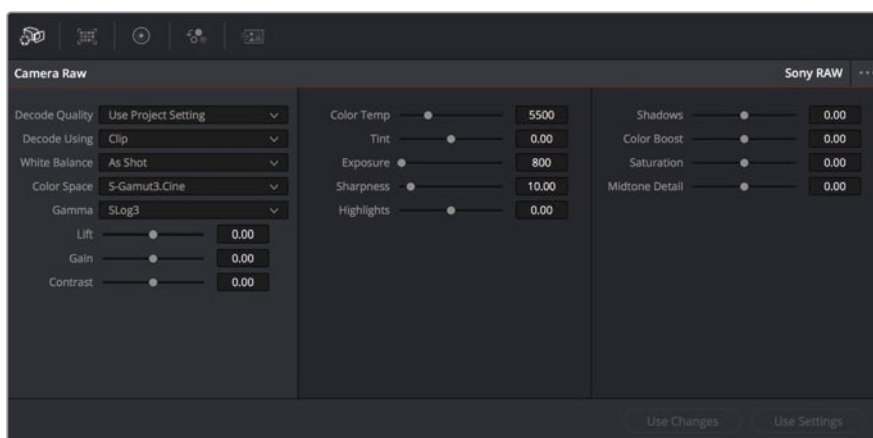 Camera Raw
Sony RAW
Decode Quality Use Project Setting
Decode Using Clip
White Balance As Shot
Color Space S-Gamut3.Cine
Gamma SLog3
Lift 0.00
Gain 0.00
Contrast 0.00
Color Temp 5500
Tint 0.00
Exposure 800
Sharpness 10.00
Highlights 0.00
Shadows 0.00
Color Boost 0.00
Saturation 0.00
Midtone Detail 0.00
Use Changes
Use Settings